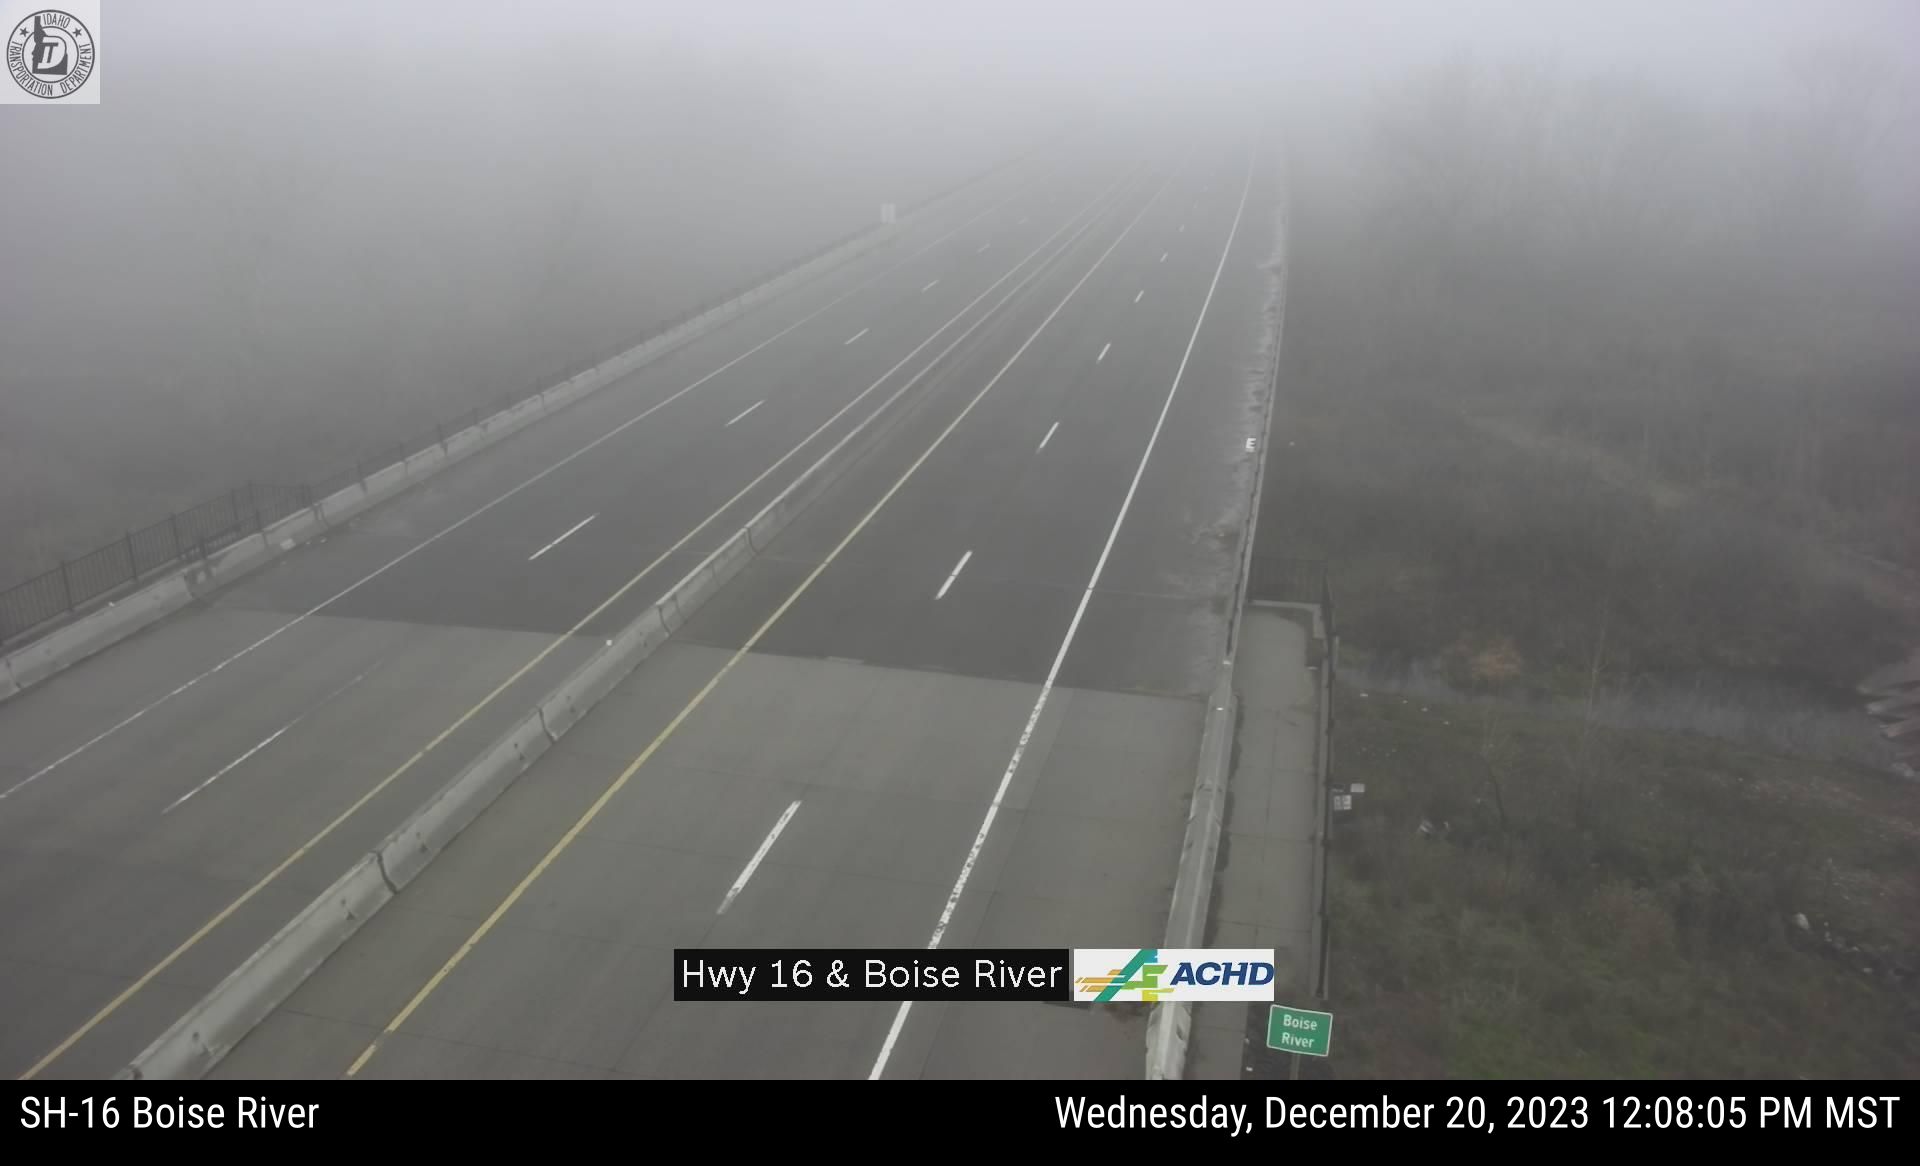 IDAHO
TRANSPORTATION DEPARTMENT
E
Hwy 16 & Boise River
ACHD
Boise
River
SH-16 Boise River
Wednesday, December 20, 2023 12:08:05 PM MST